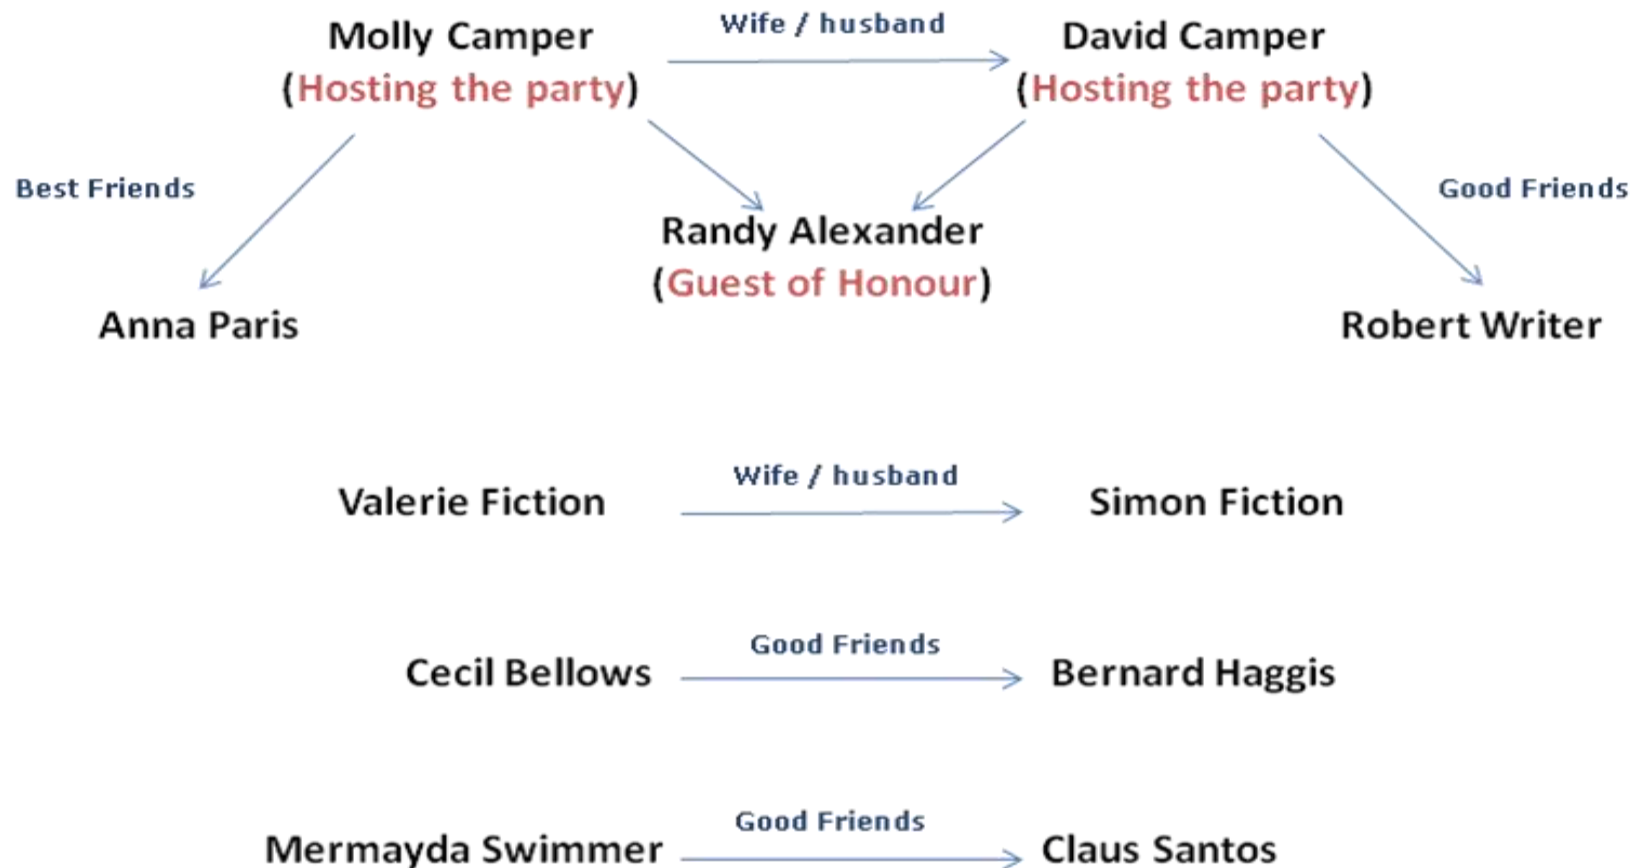 Wife / husband
Molly Camper
David Camper
(Hosting the party)
(Hosting the party)
Best Friends
Good Friends
Randy Alexander
(Guest of Honour)
Anna Paris
Robert Writer
Wife / husband
Valerie Fiction
Simon Fiction
Good Friends
Cecil Bellows
Bernard Haggis
Good Friends
Mermayda Swimmer
Claus Santos